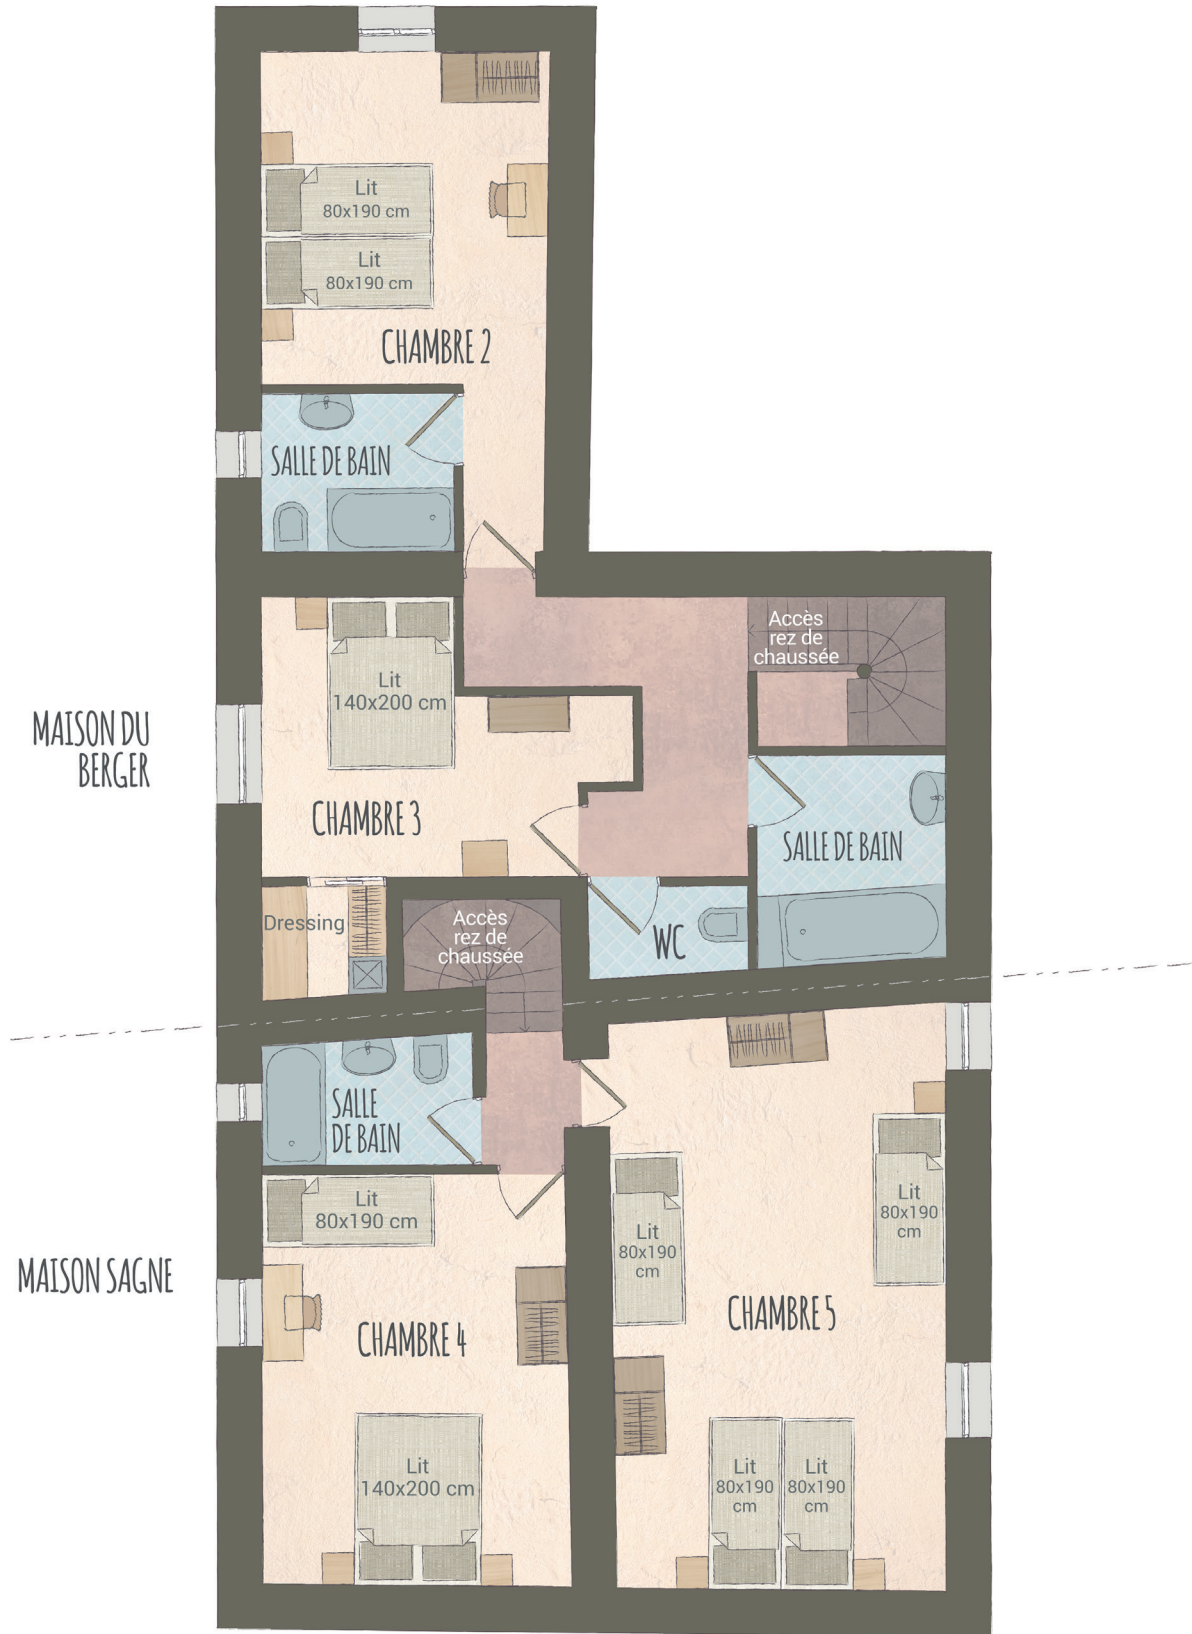 Lit
80x190 cm
Lit
80x190 cm
CHAMBRE 2
SALLE DE BAIN
Accès
rez de
chaussée
Lit
140x200 cm
MAISON DU
BERGER
CHAMBRE 3
SALLE DE BAIN
Dressing
Accès
rez de
chaussée
WC
SALLE
DE BAIN
Lit
80x190 cm
Lit
80x190
cm
Lit
80x190
cm
MAISON SAGNE
CHAMBRE 4
CHAMBRE 5
Lit
140x200 cm
Lit
80x190
cm
Lit
80x190
cm